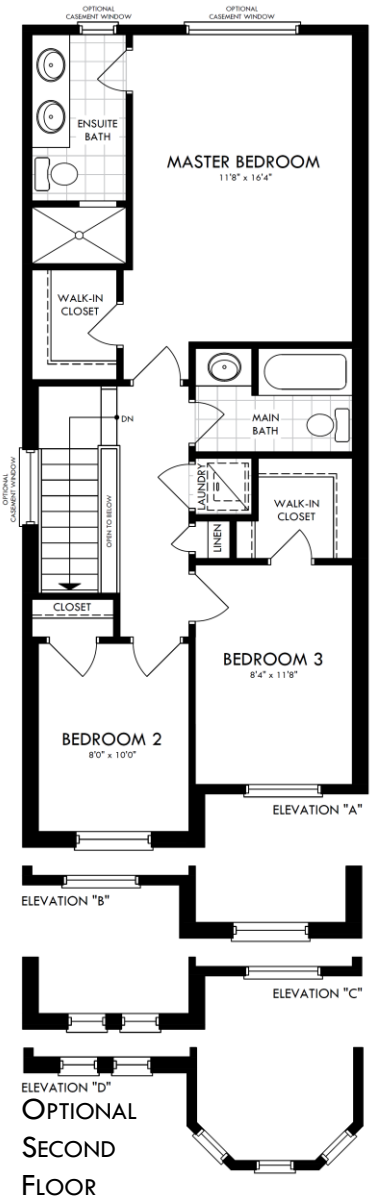 OPTIONAL
CASEMENT WINDOW
OPTIONAL
CASEMENT WINDOW
ENSUITE
BATH
MASTER BEDROOM
11'8" x 16'4"
WALK-IN
CLOSET
DN
MAIN
BATH
OPTIONAL
CASEMENT WINDOW
OPEN TO BELOW
LAUNDRY
WALK-IN
CLOSET
LINEN
CLOSET
BEDROOM 3
8'4" x 11'8"
BEDROOM 2
8'0" x 10'0"
ELEVATION "A"
ELEVATION "B"
ELEVATION "C"
ELEVATION "D"
OPTIONAL
SECOND
FLOOR